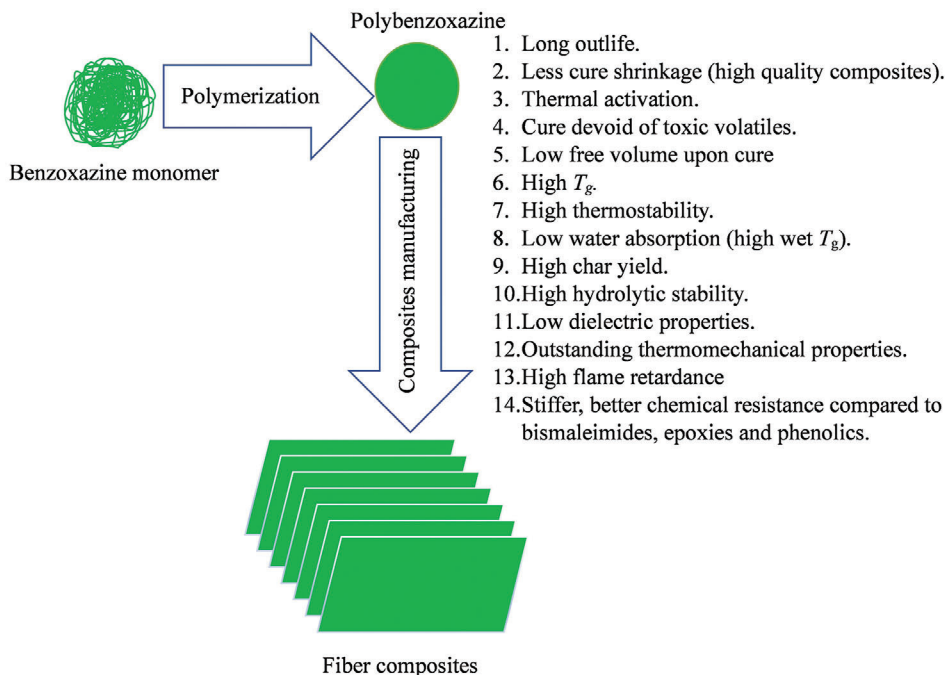 Polybenzoxazine
Polymerization
Benzoxazine monomer
Composites manufacturing
1. Long outlife.
2. Less cure shrinkage (high quality composites).
3. Thermal activation.
4. Cure devoid of toxic volatiles.
5. Low free volume upon cure
6. High Tg.
7. High thermostability.
8. Low water absorption (high wet Tg).
9. High char yield.
10.High hydrolytic stability.
11.Low dielectric properties.
12.Outstanding thermomechanical properties.
13.High flame retardance
14.Stiffer, better chemical resistance compared to
bismaleimides, epoxies and phenolics.
Fiber composites